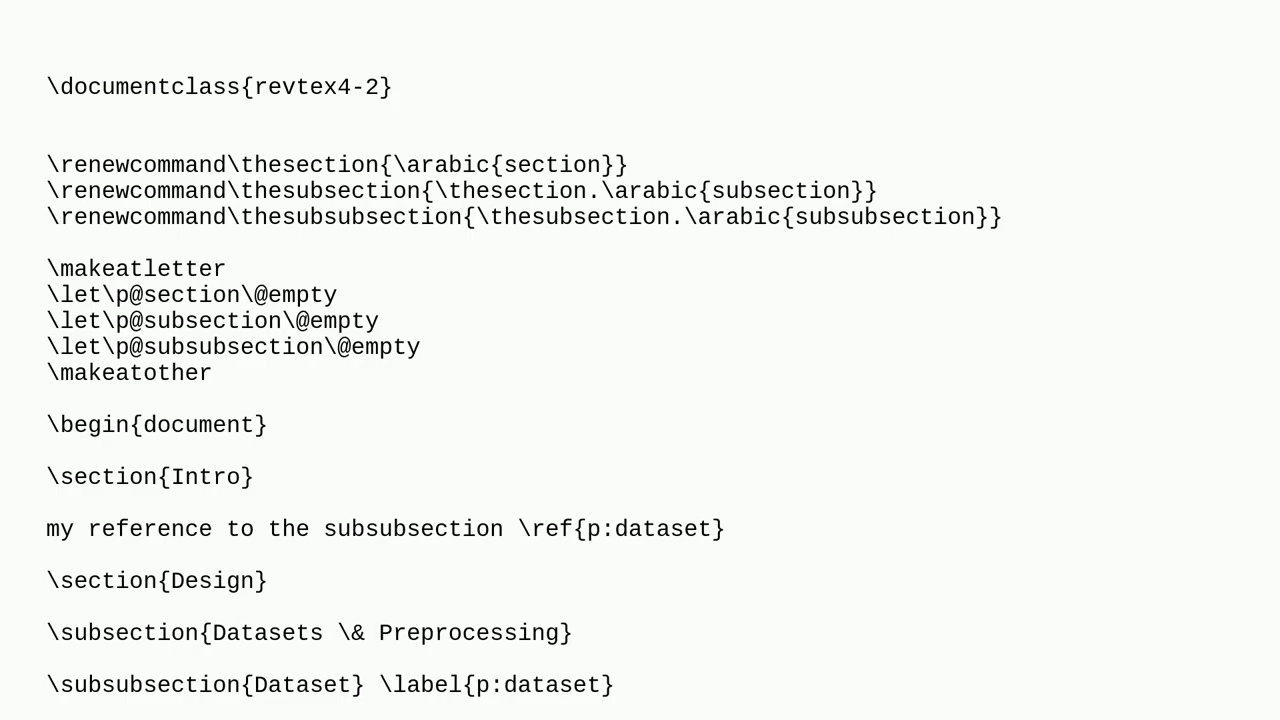 \documentclass{revtex4-2}
\renewcommand\thesection{\arabic{section}}
\renewcommand\thesubsection{\thesection.\arabic{subsection}}
\renewcommand\thesubsubsection{\thesubsection.\arabic{subsubsection}}
\makeatletter
\let\p@section\@empty
\let\p@subsection\@empty
\let\p@subsubsection\@empty
\makeatother
\begin{document}
\section{Intro}
my reference to the subsubsection \ref{p:dataset}
\section{Design}
\subsection{Datasets \& Preprocessing}
\subsubsection{Dataset} \label{p:dataset}